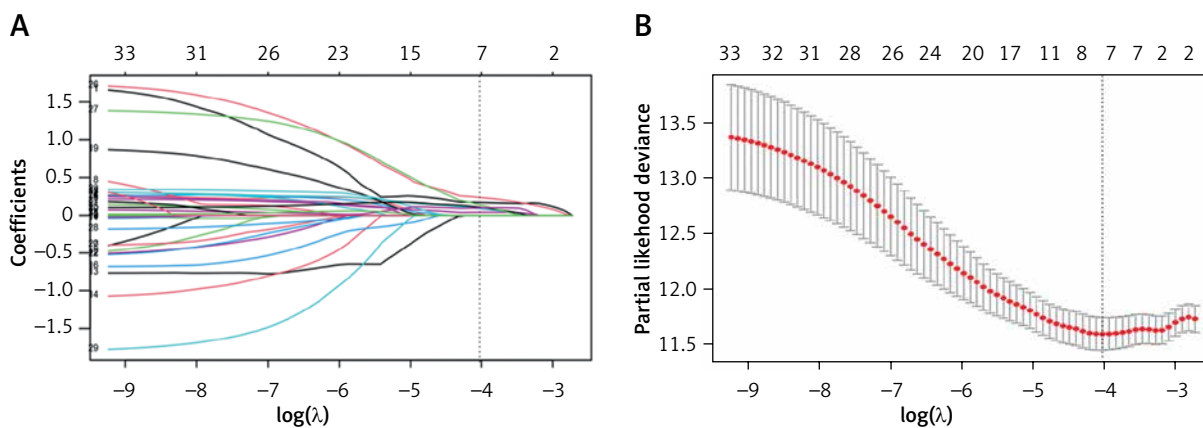 A
33 31 26 23 15 7 2
Coefficients
1.5
1.0
0.5
0
–0.5
–1.0
–1.5
27
29
–9 –8 –7 –6 –5 –4 –3
log(λ)
B
33 32 31 28 26 24 20 17 11 8 7 7 2 2
Partial likehood deviance
13.5
13.0
12.5
12.0
11.5
–9 –8 –7 –6 –5 –4 –3
log(λ)